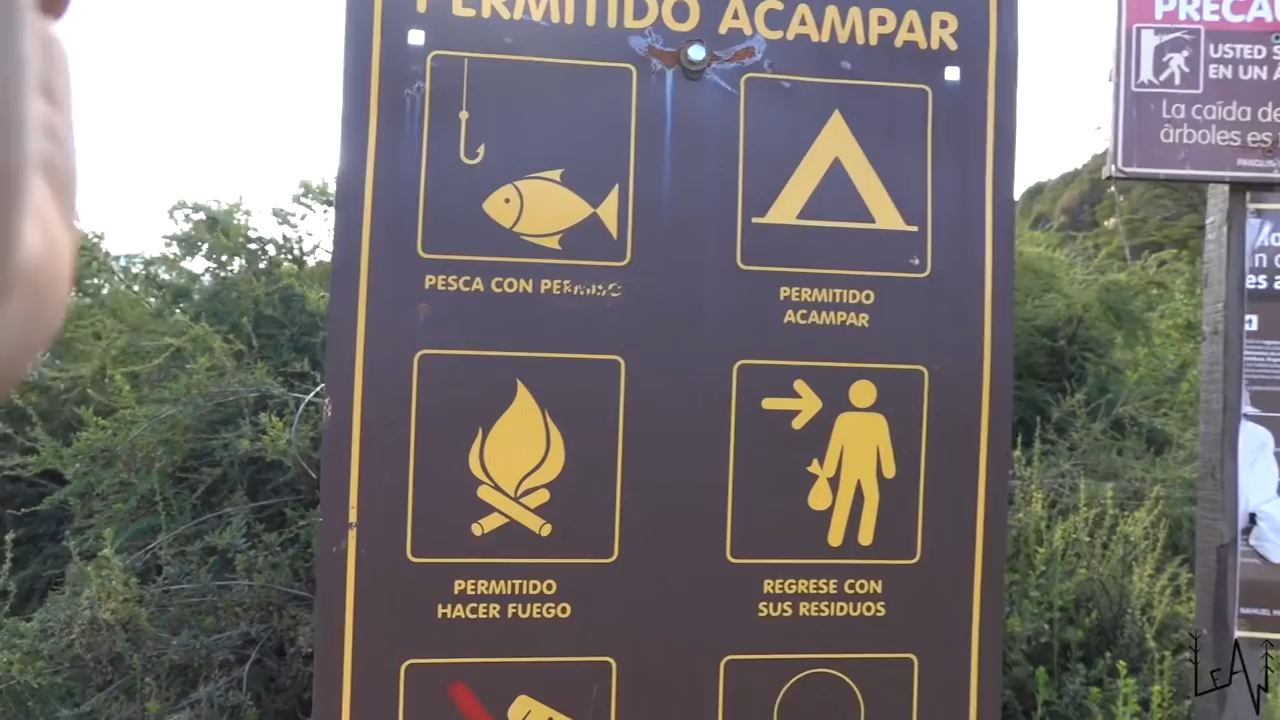 PERMITIDO ACAMPAR
PESCA CON PERMISO
PERMITIDO
ACAMPAR
PERMITIDO
HACER FUEGO
REGRESE CON
SUS RESIDUOS
USTED
EN UN
La caída de
árboles es
LEAN